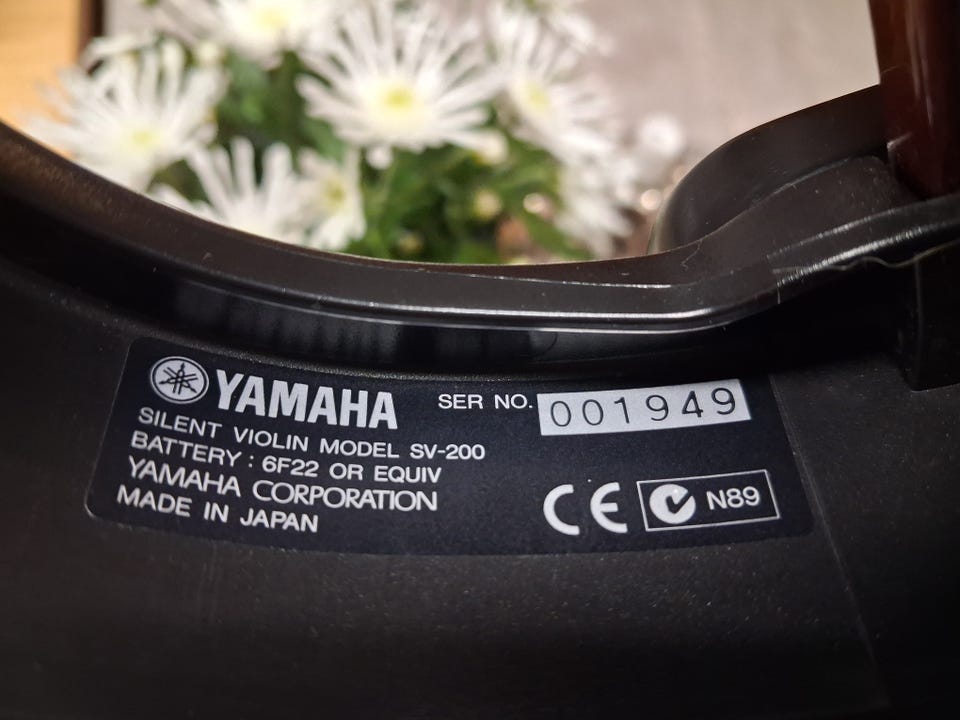 YAMAHA
SER NO. 001949
SILENT VIOLIN MODEL SV-200
BATTERY : 6F22 OR EQUIV
YAMAHA CORPORATION
MADE IN JAPAN
CE
N89